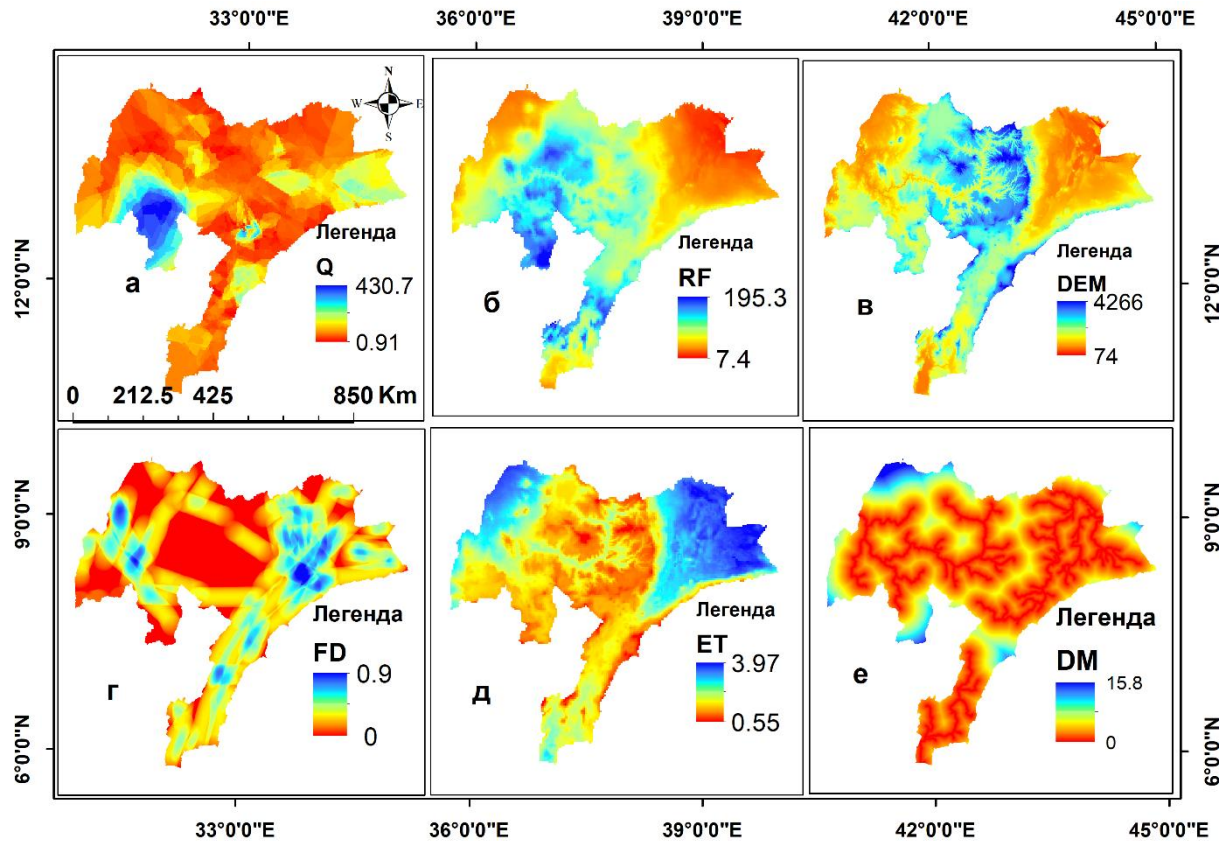 33°0'0"E 36°0'0"E 39°0'0"E 42°0'0"E 45°0'0"E
12°0'0"N
9°0'0"N
6°0'0"N
N
W E
S
Легенда
Q
430.7
0.91
а
0 212.5 425 850 Km
Легенда
RF
195.3
7.4
б
Легенда
DEM
4266
74
в
12°0'0"N
9°0'0"N
6°0'0"N
Легенда
FD
0.9
0
г
Легенда
ET
3.97
0.55
д
Легенда
DM
15.8
0
е
33°0'0"E 36°0'0"E 39°0'0"E 42°0'0"E 45°0'0"E